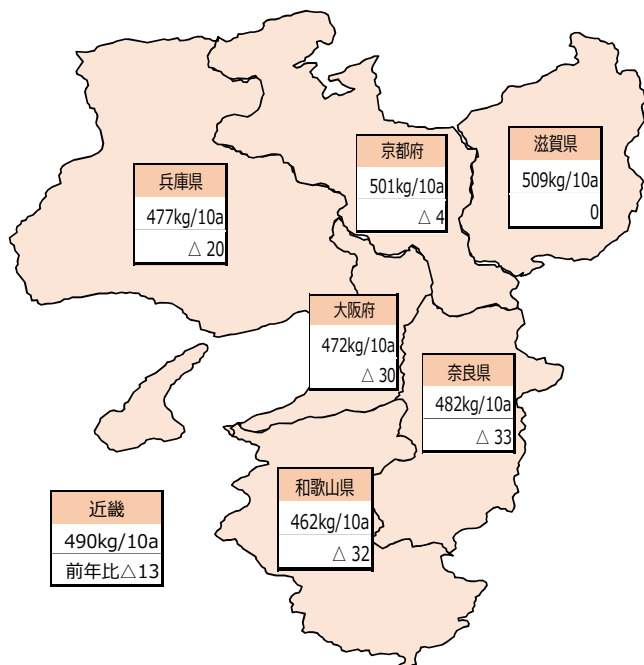 滋賀県
509kg/10a
0
京都府
501kg/10a
△ 4
兵庫県
477kg/10a
△ 20
大阪府
472kg/10a
△ 30
奈良県
482kg/10a
△ 33
和歌山県
462kg/10a
△ 32
近畿
490kg/10a
前年比△13